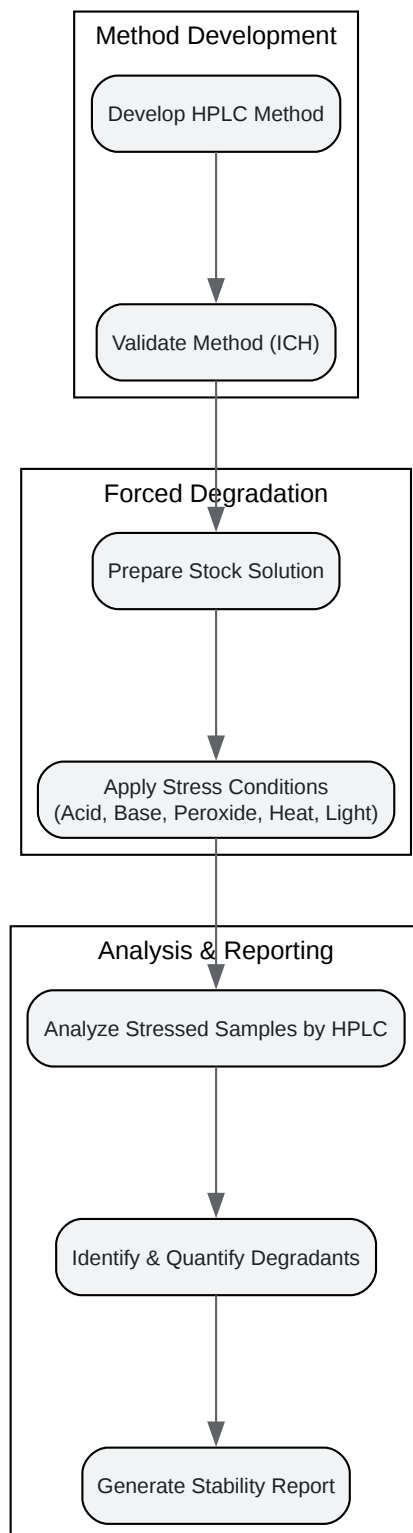 Method Development
Develop HPLC Method
Validate Method (ICH)
Forced Degradation
Prepare Stock Solution
Apply Stress Conditions
(Acid, Base, Peroxide, Heat, Light)
Analysis & Reporting
Analyze Stressed Samples by HPLC
Identify & Quantify Degradants
Generate Stability Report